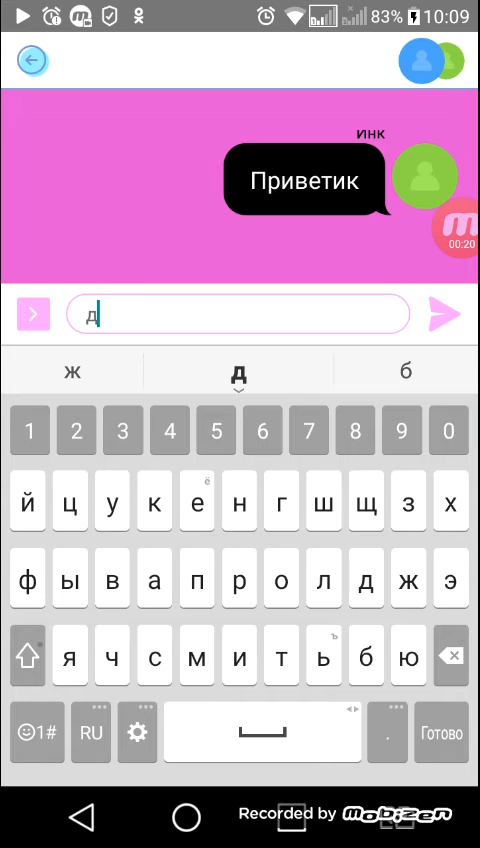 83% 10:09
инк
Приветик
00:20
д
ж д б
1 2 3 4 5 6 7 8 9 0
ё
й ц у к е н г ш щ з х
ф ы в а п р о л д ж э
ъ
я ч с м и т ь б ю
1# RU . Готово
Recorded by Mobizen